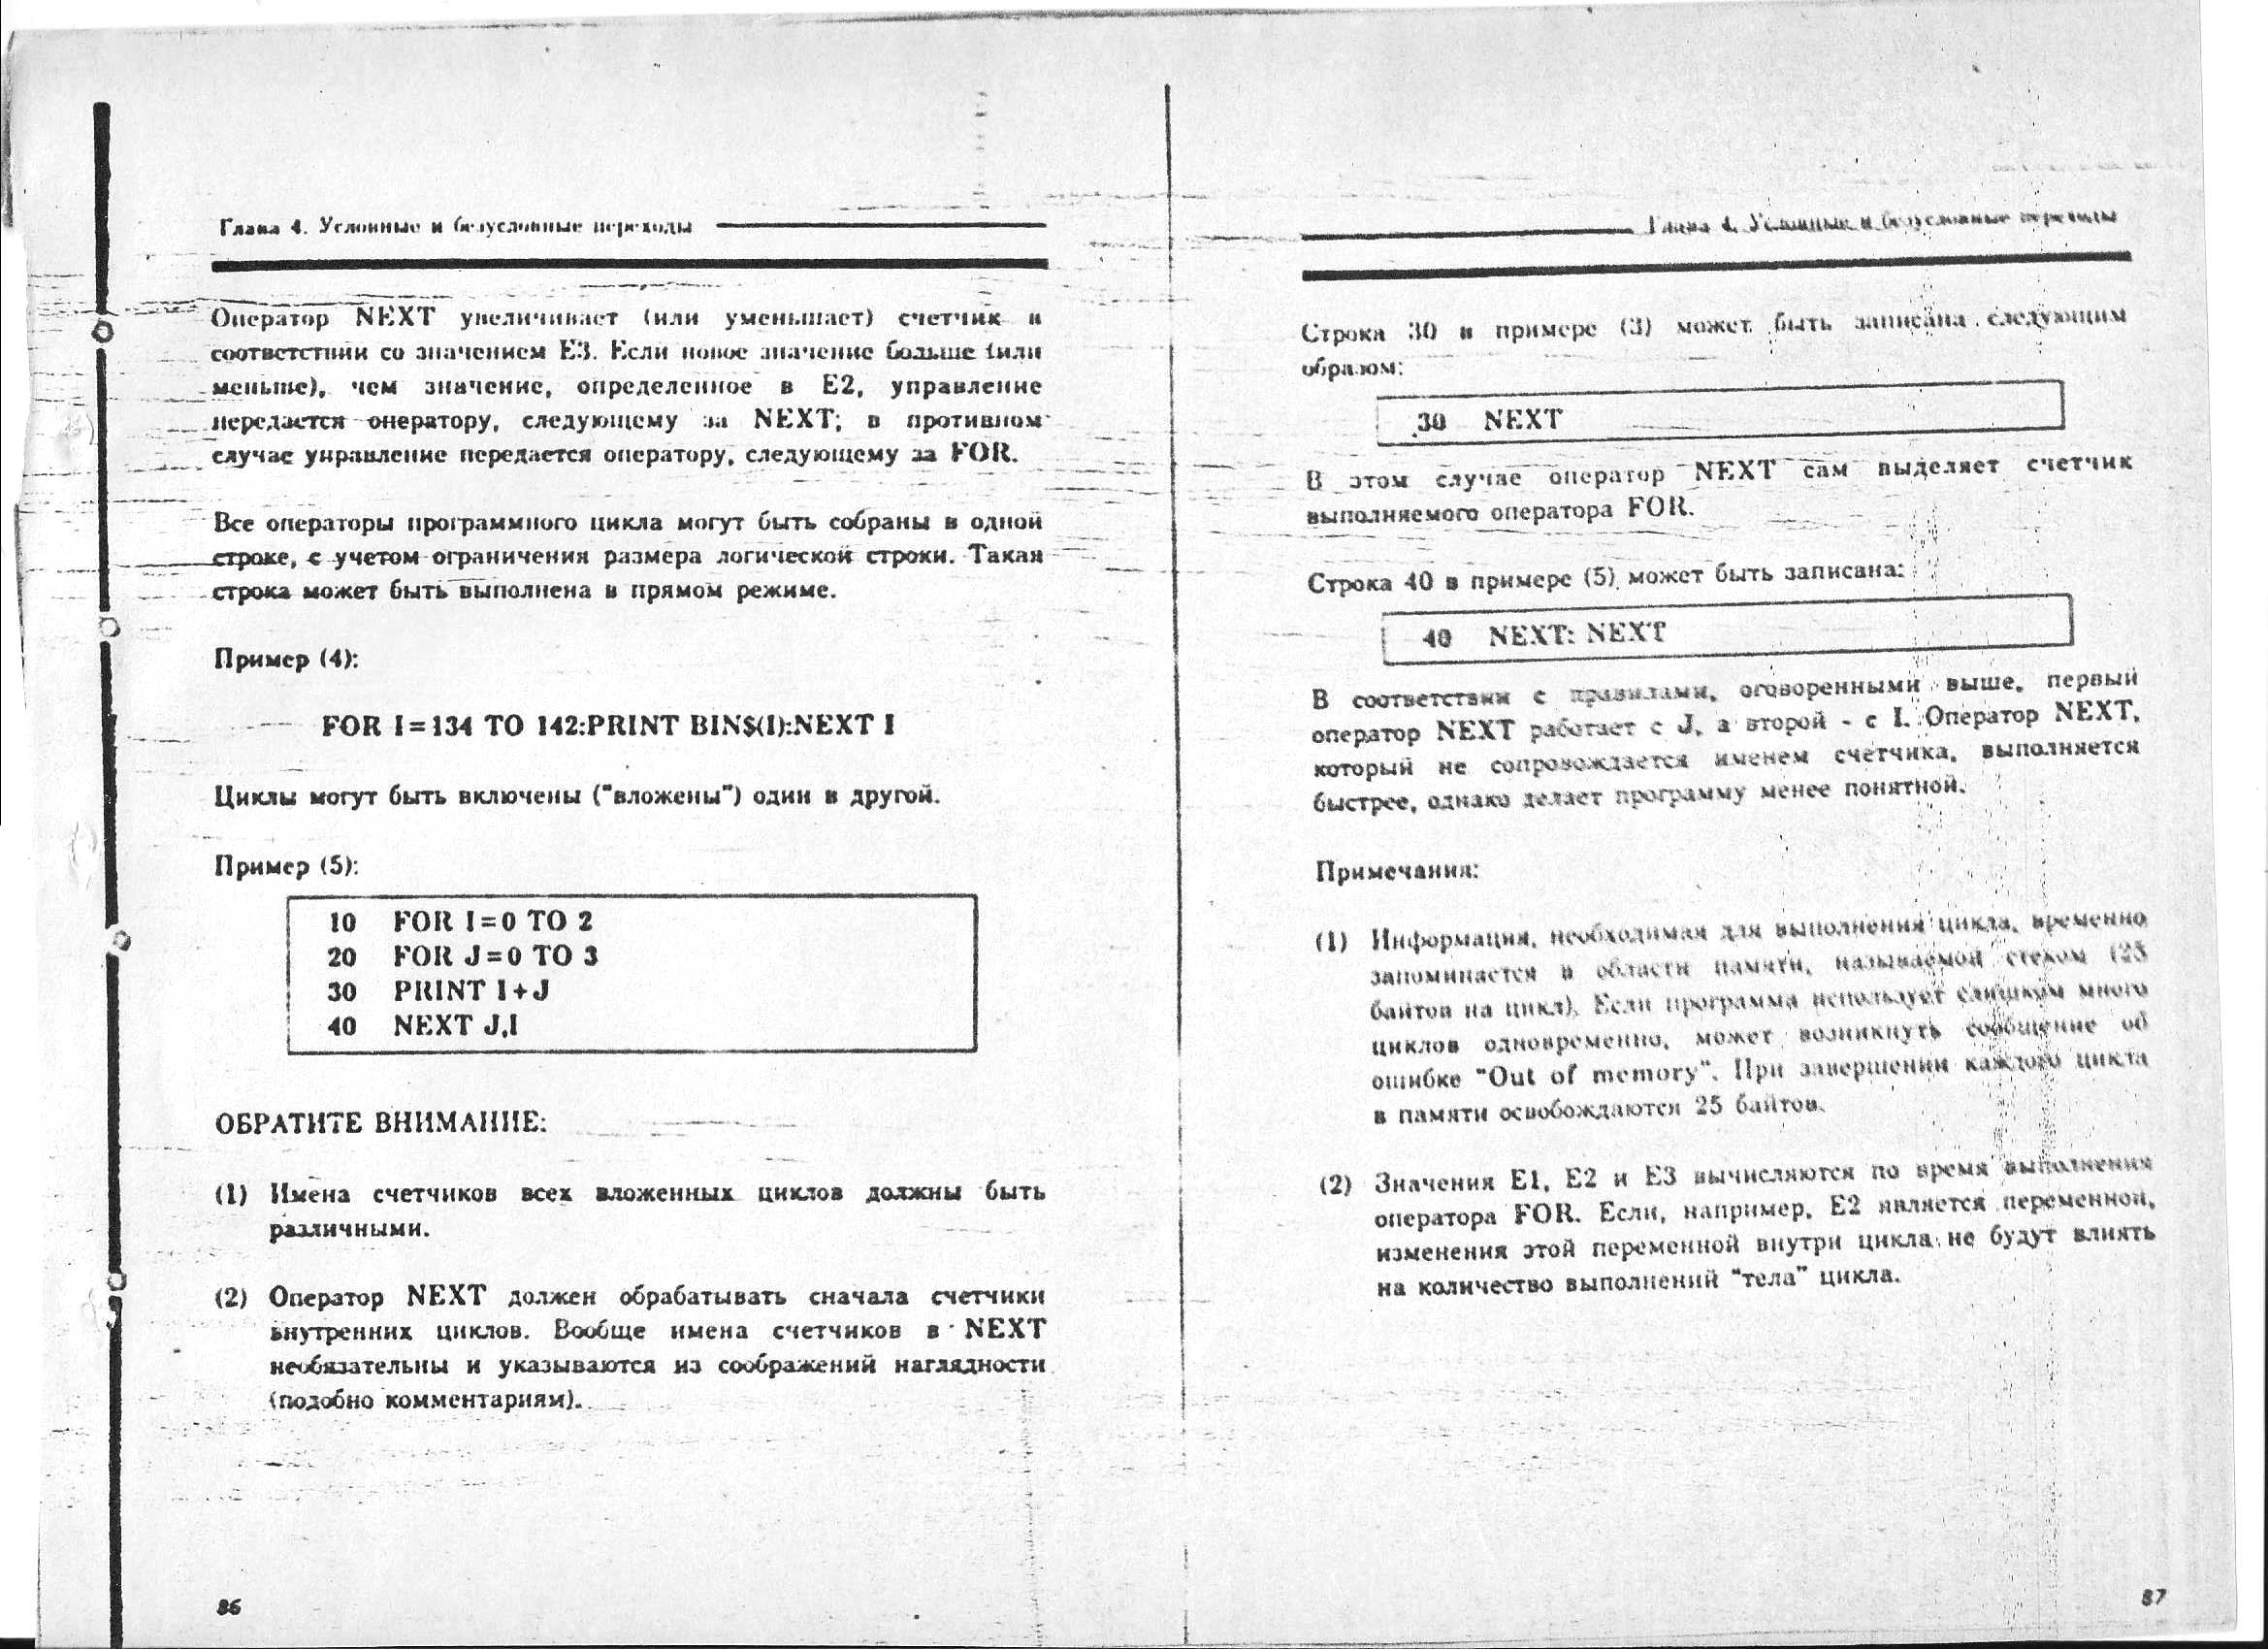 Глава 4. Условные и безусловные переходы
Оператор NEXT увеличивает (или уменьшает) счетчик в
соответствии со значением E3. Если новое значение больше (или
меньше), чем значение, определенное в E2, управление
передается оператору, следующему за NEXT; в противном
случае управление передается оператору, следующему за FOR.
Все операторы программного цикла могут быть собраны в одной
строке, с учетом ограничения размера логической строки. Такая
строка может быть выполнена в прямом режиме.
Пример (4):
FOR I=134 TO 142:PRINT BIN$(I):NEXT I
Циклы могут быть включены ("вложены") один в другой.
Пример (5):
10 FOR I=0 TO 2
20 FOR J=0 TO 3
30 PRINT I+J
40 NEXT J,I
ОБРАТИТЕ ВНИМАНИЕ:
(1) Имена счетчиков всех вложенных циклов должны быть
различными.
(2) Оператор NEXT должен обрабатывать сначала счетчики
внутренних циклов. Вообще имена счетчиков в NEXT
необязательны и указываются из соображений наглядности
(подобно комментариям).
86
Глава 4. Условные и безусловные переходы
Строка 30 в примере (3) может быть записана следующим
образом:
30 NEXT
В этом случае оператор NEXT сам выделяет счетчик
выполняемого оператора FOR.
Строка 40 в примере (5) может быть записана:
40 NEXT: NEXT
В соответствии с правилами, оговоренными выше, первый
оператор NEXT работает с J, а второй - с I. Оператор NEXT,
который не сопровождается именем счетчика, выполняется
быстрее, однако делает программу менее понятной.
Примечания:
(1) Информация, необходимая для выполнения цикла, временно
запоминается в области памяти, называемой стеком (25
байтов на цикл). Если программа использует слишком много
циклов одновременно, может возникнуть сообщение об
ошибке "Out of memory". При завершении каждого цикла
в памяти освобождаются 25 байтов.
(2) Значения E1, E2 и E3 вычисляются во время выполнения
оператора FOR. Если, например, E2 является переменной,
изменения этой переменной внутри цикла не будут влиять
на количество выполнений "тела" цикла.
87